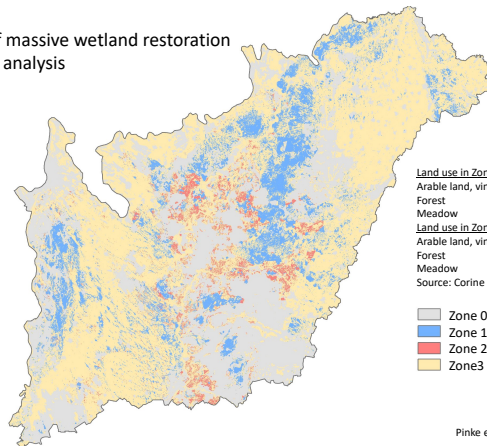 f massive wetland restoration
analysis
Land use in Zon
Arable land, vin
Forest
Meadow
Land use in Zon
Arable land, vin
Forest
Meadow
Source: Corine
Zone 0
Zone 1
Zone 2
Zone3
Pinke e